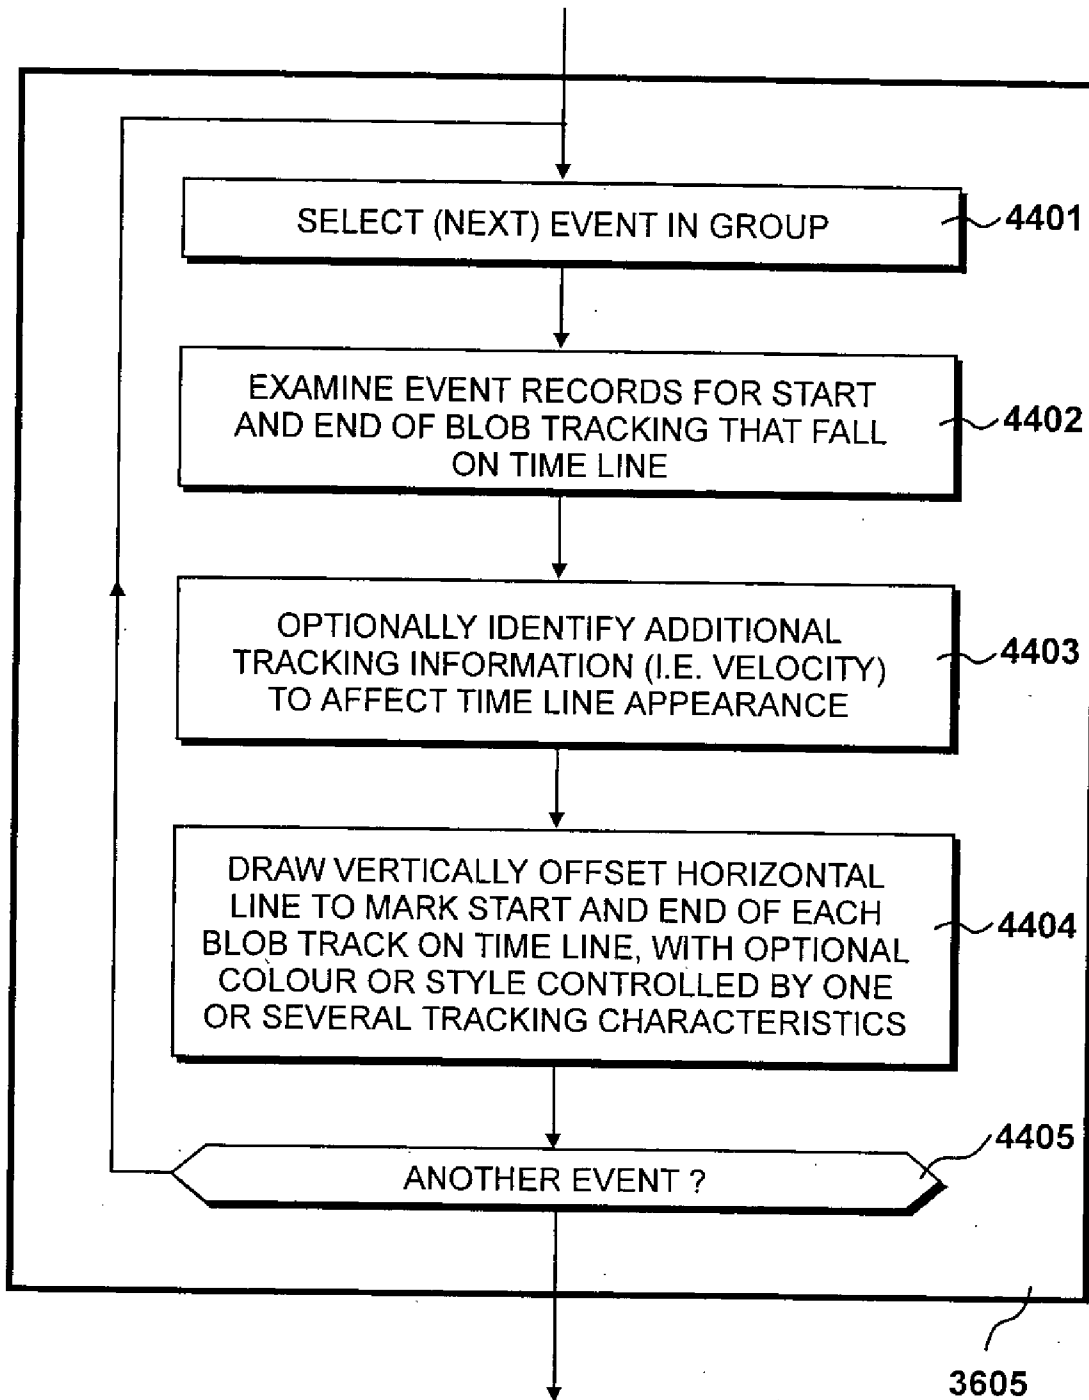 SELECT (NEXT) EVENT IN GROUP
4401
EXAMINE EVENT RECORDS FOR START
AND END OF BLOB TRACKING THAT FALL
ON TIME LINE
4402
OPTIONALLY IDENTIFY ADDITIONAL
TRACKING INFORMATION (I.E. VELOCITY)
TO AFFECT TIME LINE APPEARANCE
4403
DRAW VERTICALLY OFFSET HORIZONTAL
LINE TO MARK START AND END OF EACH
BLOB TRACK ON TIME LINE, WITH OPTIONAL
COLOUR OR STYLE CONTROLLED BY ONE
OR SEVERAL TRACKING CHARACTERISTICS
4404
ANOTHER EVENT ?
4405
3605